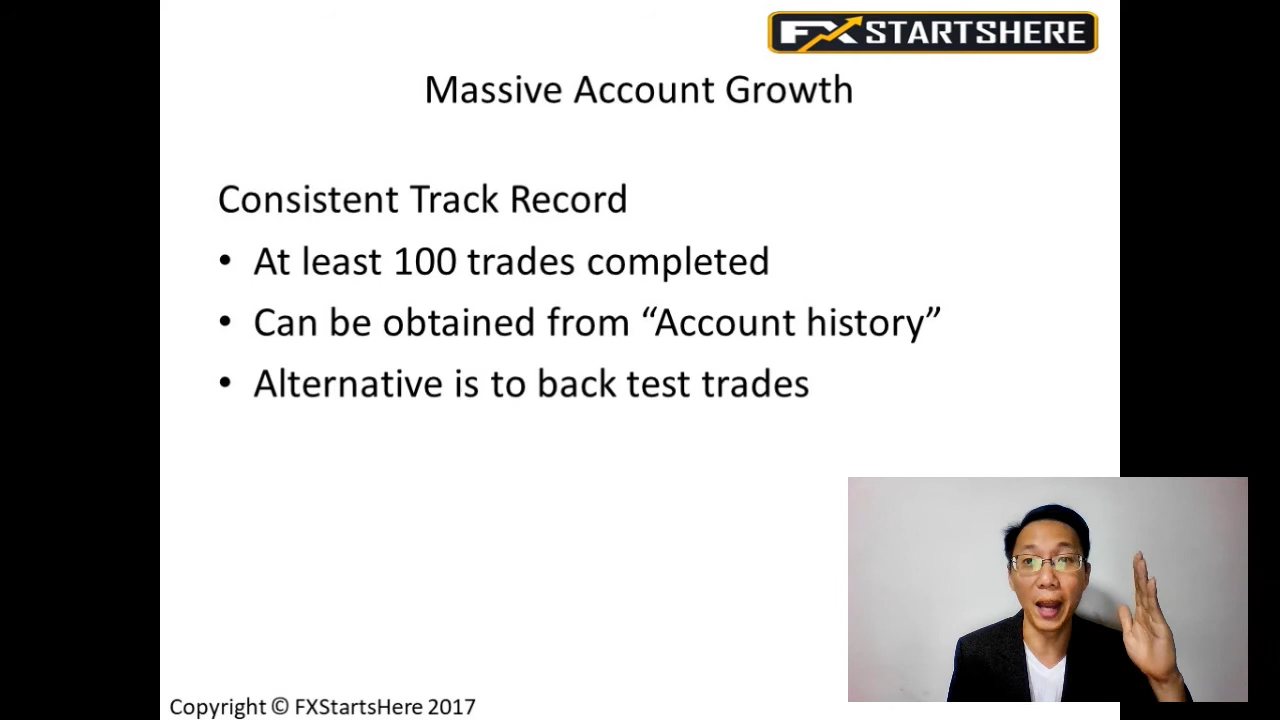 FXSTARTSHERE
Massive Account Growth
Consistent Track Record
• At least 100 trades completed
• Can be obtained from “Account history”
• Alternative is to back test trades
Copyright © FXStartsHere 2017